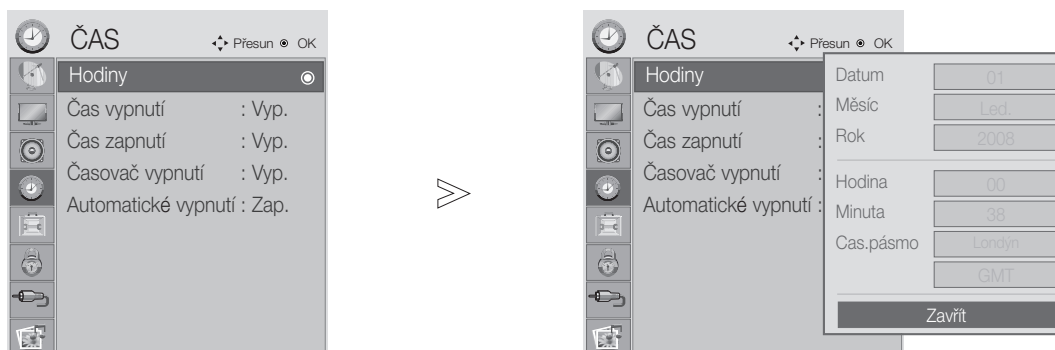 ČAS Přesun OK
Hodiny
Čas vypnutí : Vyp.
Čas zapnutí : Vyp.
Časovač vypnutí : Vyp.
Automatické vypnutí : Zap.
>
ČAS Přesun OK
Hodiny
Čas vypnutí :
Čas zapnutí :
Časovač vypnutí :
Automatické vypnutí :
Datum 01
Měsíc Led.
Rok 2008
Hodina 00
Minuta 38
Cas.pásmo Londýn
GMT
Zavřít